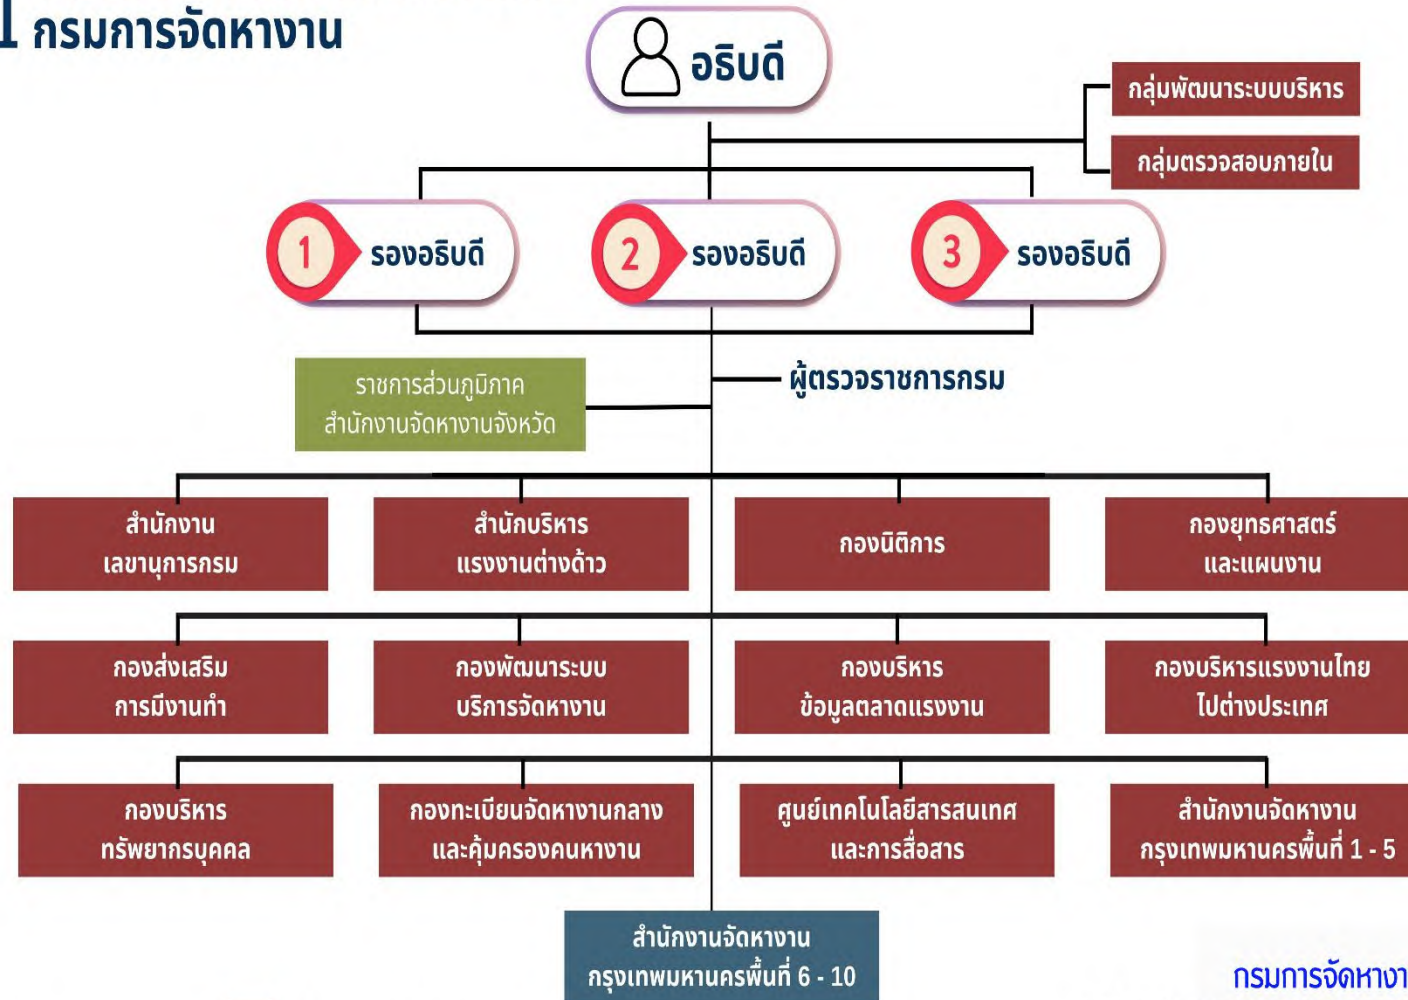 1 กรมการจัดหางาน
อธิบดี
กลุ่มพัฒนาระบบบริหาร
กลุ่มตรวจสอบภายใน
1 รองอธิบดี
2 รองอธิบดี
3 รองอธิบดี
ราชการส่วนภูมิภาค
สำนักงานจัดหางานจังหวัด
ผู้ตรวจราชการกรม
สำนักงาน
เลขานุการกรม
สำนักบริหาร
แรงงานต่างด้าว
กองนิติการ
กองยุทธศาสตร์
และแผนงาน
กองส่งเสริม
การมีงานทำ
กองพัฒนาระบบ
บริการจัดหางาน
กองบริหาร
ข้อมูลตลาดแรงงาน
กองบริหารแรงงานไทย
ไปต่างประเทศ
กองบริหาร
ทรัพยากรบุคคล
กองทะเบียนจัดหางานกลาง
และคุ้มครองคนหางาน
ศูนย์เทคโนโลยีสารสนเทศ
และการสื่อสาร
สำนักงานจัดหางาน
กรุงเทพมหานครพื้นที่ 1 - 5
สำนักงานจัดหางาน
กรุงเทพมหานครพื้นที่ 6 - 10
กรมการจัดหางา